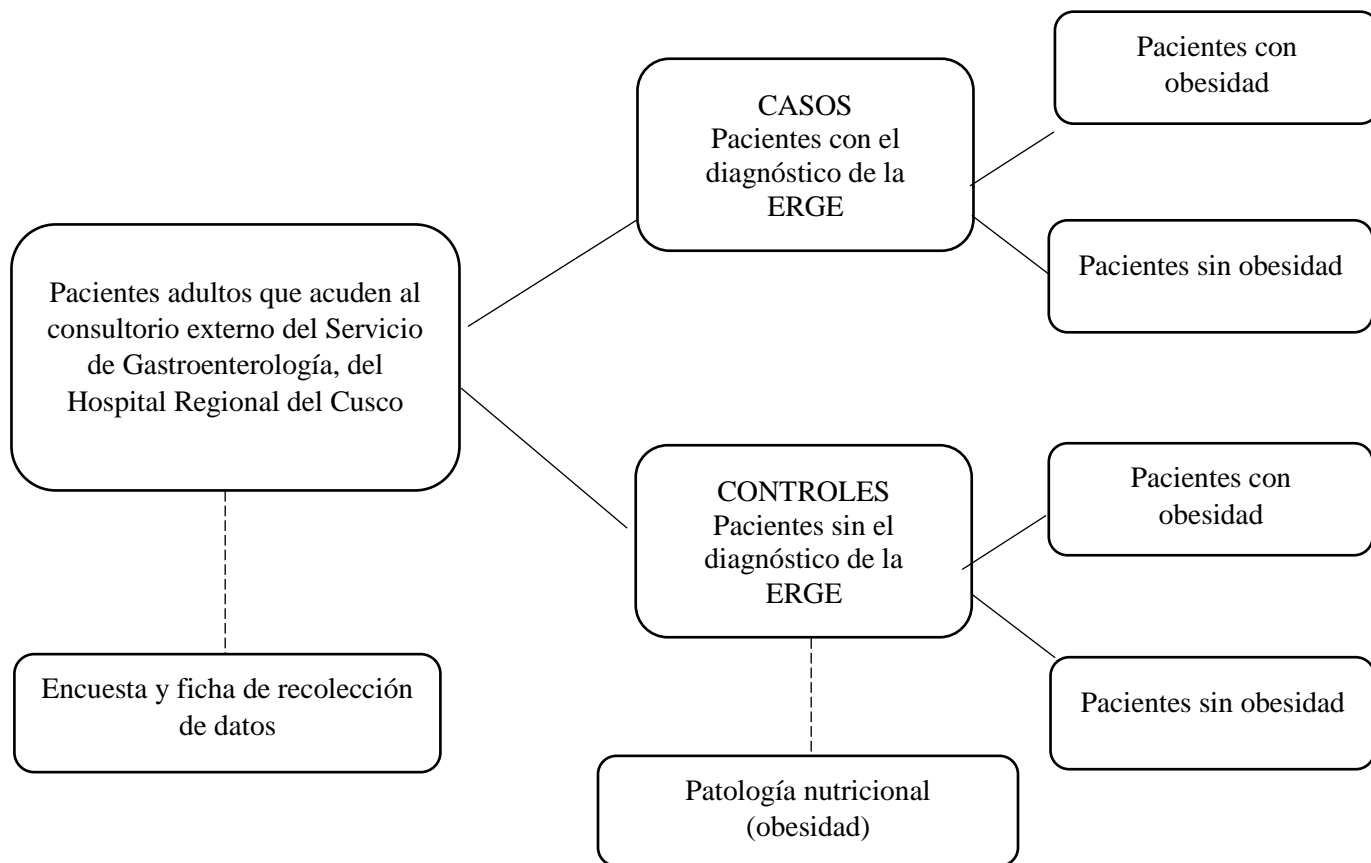 Pacientes adultos que acuden al
consultorio externo del Servicio
de Gastroenterología, del
Hospital Regional del Cusco
Encuesta y ficha de recolección
de datos
CASOS
Pacientes con el
diagnóstico de la
ERGE
Pacientes con
obesidad
Pacientes sin obesidad
CONTROLES
Pacientes sin el
diagnóstico de la
ERGE
Pacientes con
obesidad
Pacientes sin obesidad
Patología nutricional
(obesidad)